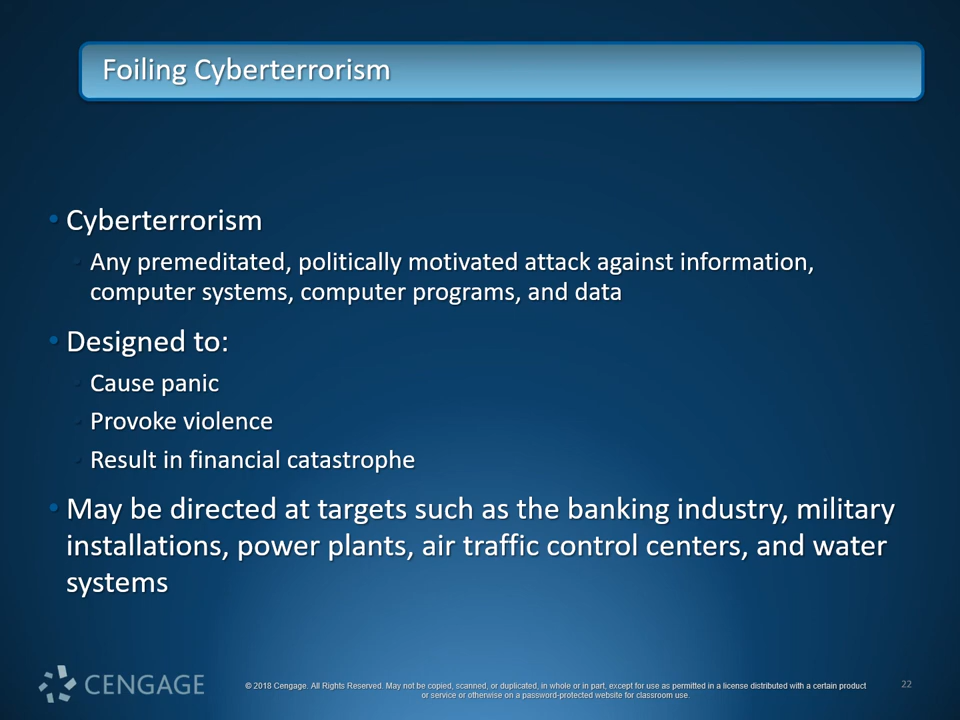 Foiling Cyberterrorism
• Cyberterrorism
• Any premeditated, politically motivated attack against information,
computer systems, computer programs, and data
• Designed to:
• Cause panic
• Provoke violence
• Result in financial catastrophe
• May be directed at targets such as the banking industry, military
installations, power plants, air traffic control centers, and water
systems
CENGAGE
© 2018 Cengage. All Rights Reserved. May not be copied, scanned, or duplicated, in whole or in part, except for use as permitted in a license distributed with a certain product
or service or otherwise on a password-protected website for classroom use.
22